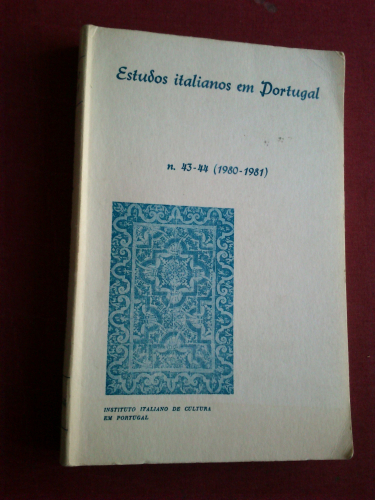 Estudos italianos em Portugal
n. 43-44 (1980-1981)
INSTITUTO ITALIANO DE CULTURA
EM PORTUGAL